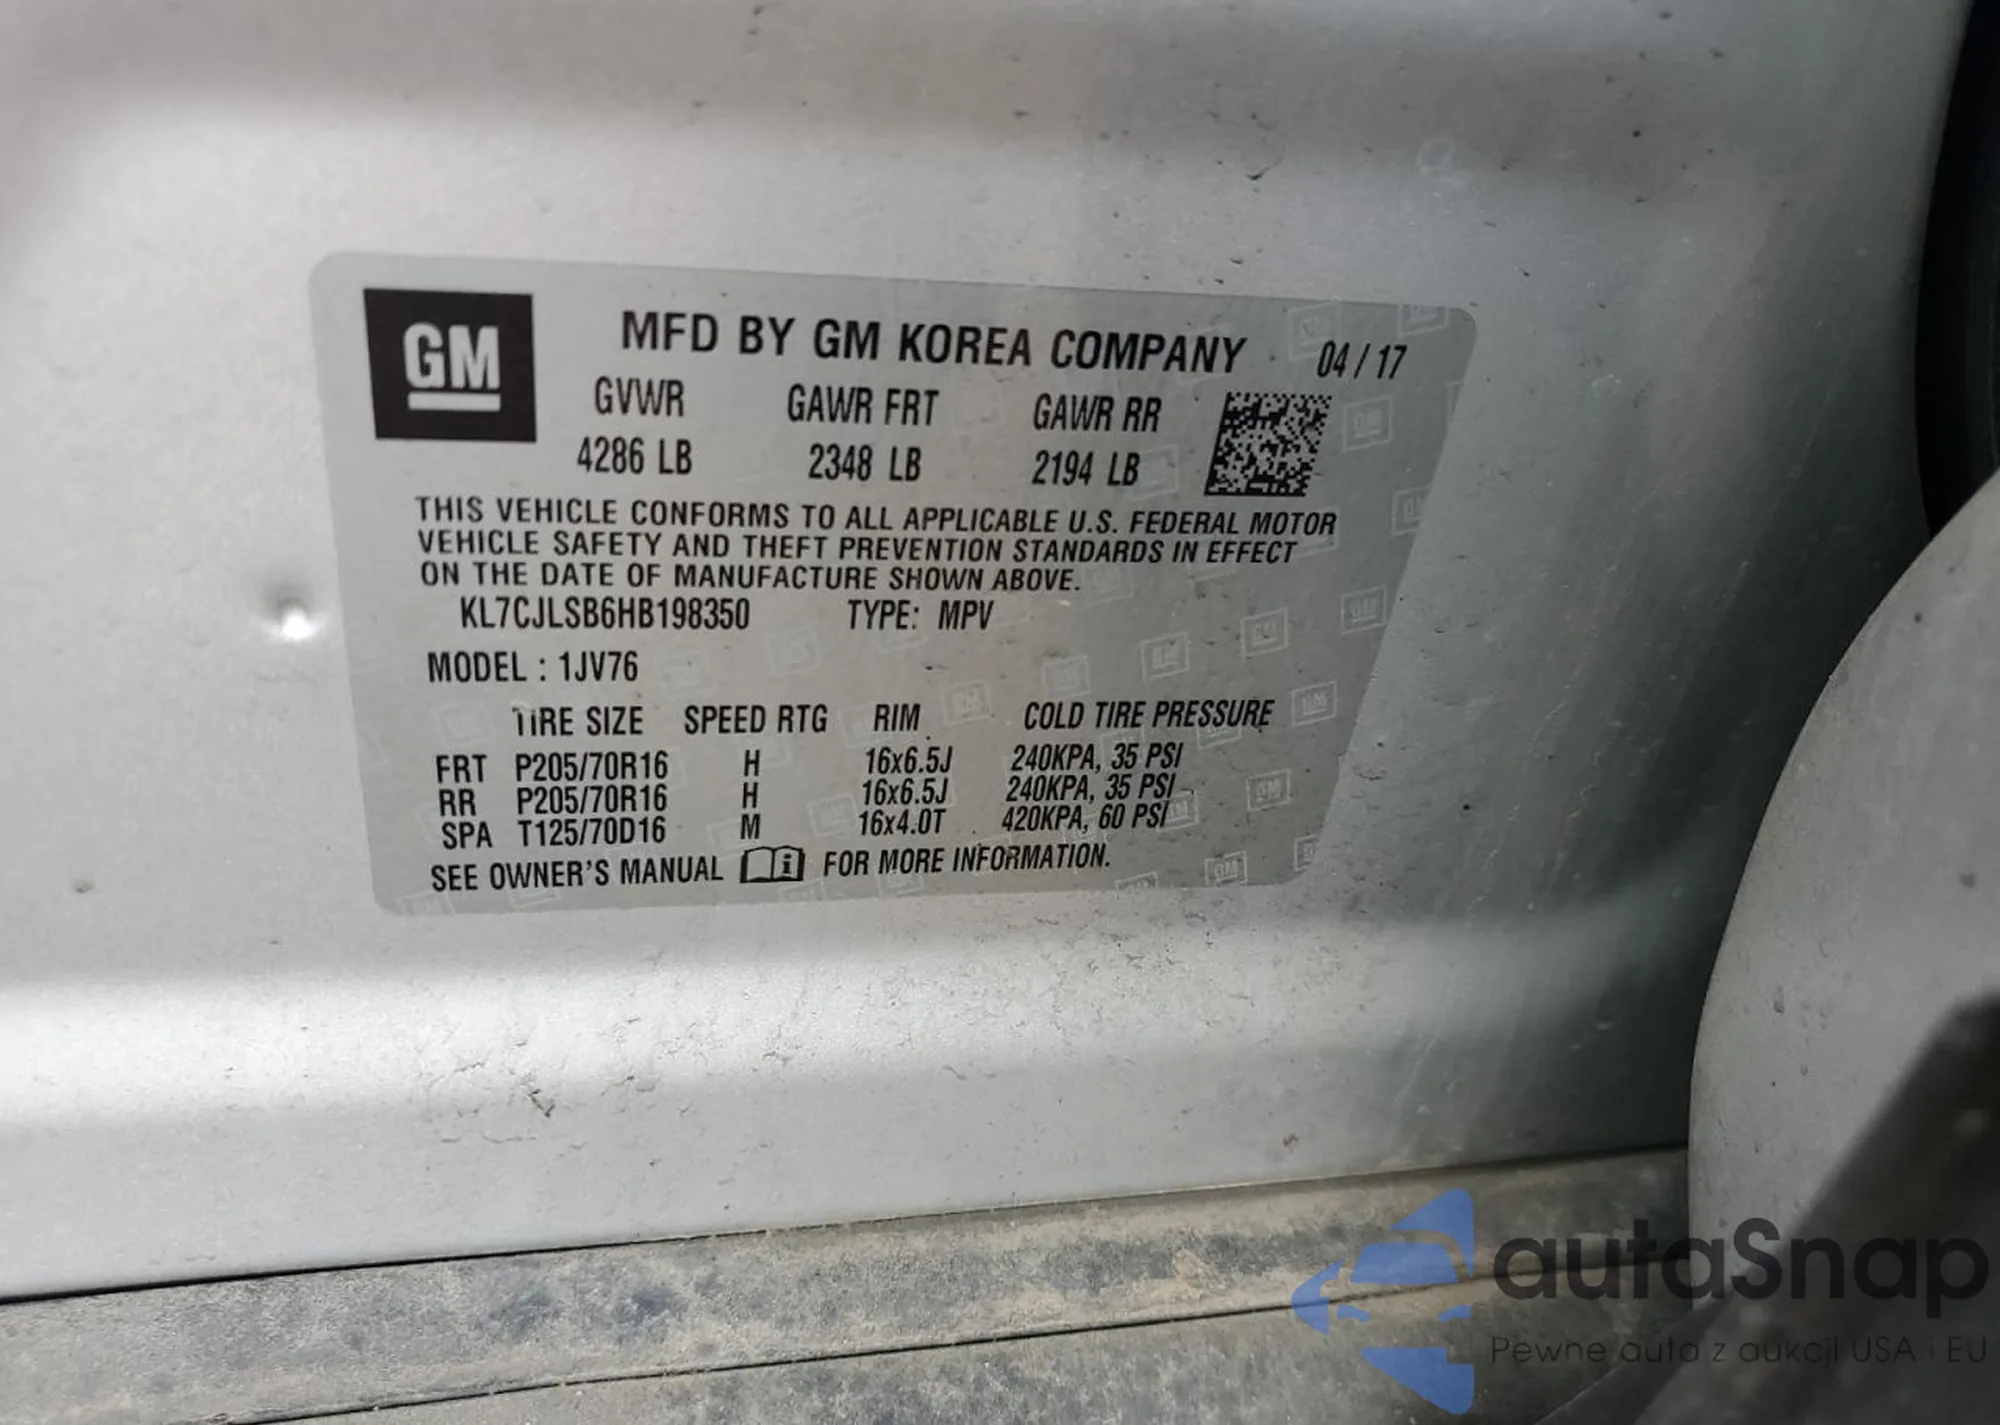 GM
MFD BY GM KOREA COMPANY 04 / 17
GVWR GAWR FRT GAWR RR
4286 LB 2348 LB 2194 LB
THIS VEHICLE CONFORMS TO ALL APPLICABLE U.S. FEDERAL MOTOR
VEHICLE SAFETY AND THEFT PREVENTION STANDARDS IN EFFECT
ON THE DATE OF MANUFACTURE SHOWN ABOVE.
KL7CJLSB6HB198350 TYPE: MPV
MODEL : 1JV76
TIRE SIZE SPEED RTG RIM COLD TIRE PRESSURE
FRT P205/70R16 H 16x6.5J 240KPA, 35 PSI
RR P205/70R16 H 16x6.5J 240KPA, 35 PSI
SPA T125/70D16 M 16x4.0T 420KPA, 60 PSI
SEE OWNER'S MANUAL FOR MORE INFORMATION.
autaSnap
Pewne auta z aukcji USA i EU